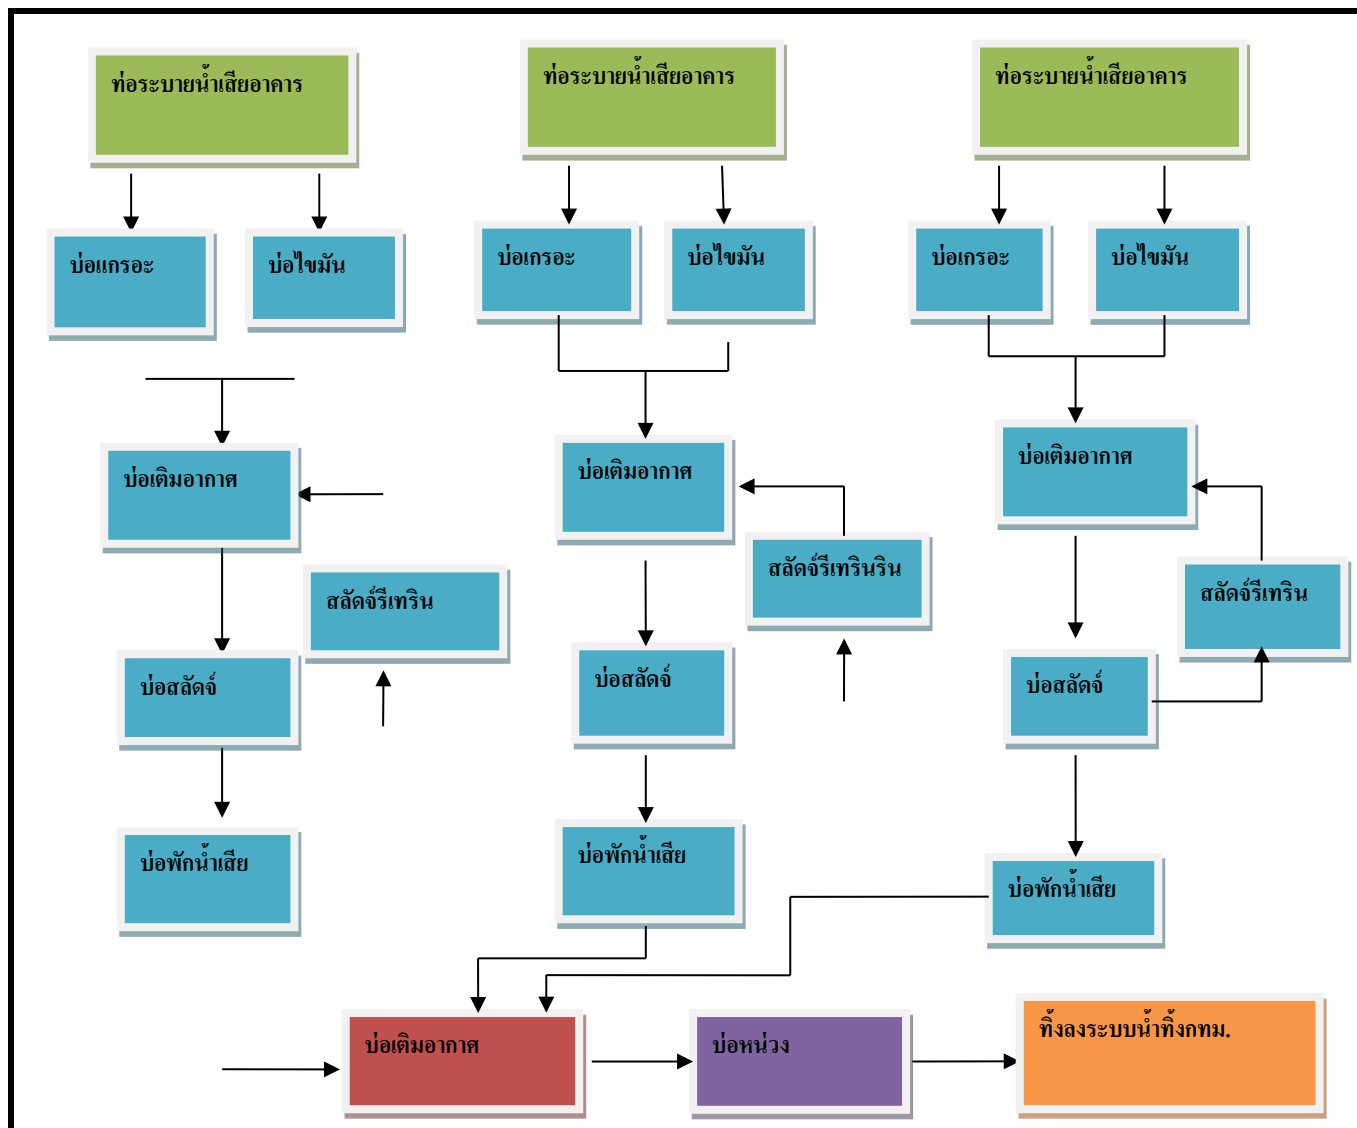 ท่อระบายน้ำเสียอาคาร
ท่อระบายน้ำเสียอาคาร
ท่อระบายน้ำเสียอาคาร
บ่อแกรอะ
บ่อไขมัน
บ่อเกรอะ
บ่อไขมัน
บ่อเกรอะ
บ่อไขมัน
บ่อเติมอากาศ
บ่อเติมอากาศ
บ่อเติมอากาศ
สลัดจ์รีเทริน
สลัดจ์รีเทรินริน
สลัดจ์รีเทริน
บ่อสลัดจ์
บ่อสลัดจ์
บ่อสลัดจ์
บ่อพักน้ำเสีย
บ่อพักน้ำเสีย
บ่อพักน้ำเสีย
บ่อเติมอากาศ
บ่อหน่วง
ทิ้งลงระบบน้ำทิ้งกทม.